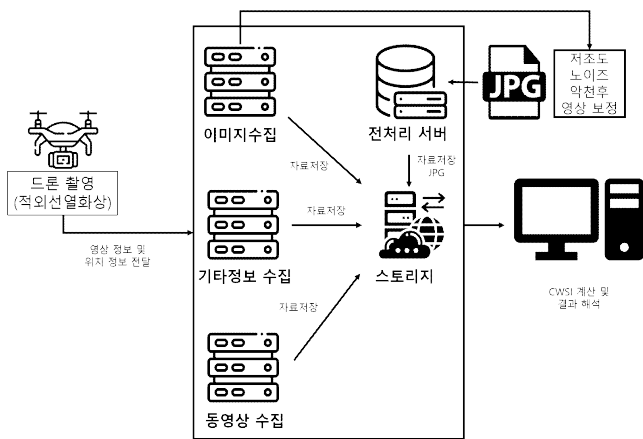 이미지수집
전처리 서버
JPG
저조도
노이즈
악천후
영상 보정
드론 촬영
(적외선열화상)
영상 정보 및
위치 정보 전달
자료저장
자료저장
JPG
자료저장
기타정보 수집
스토리지
자료저장
동영상 수집
CWSI 계산 및
결과 해석